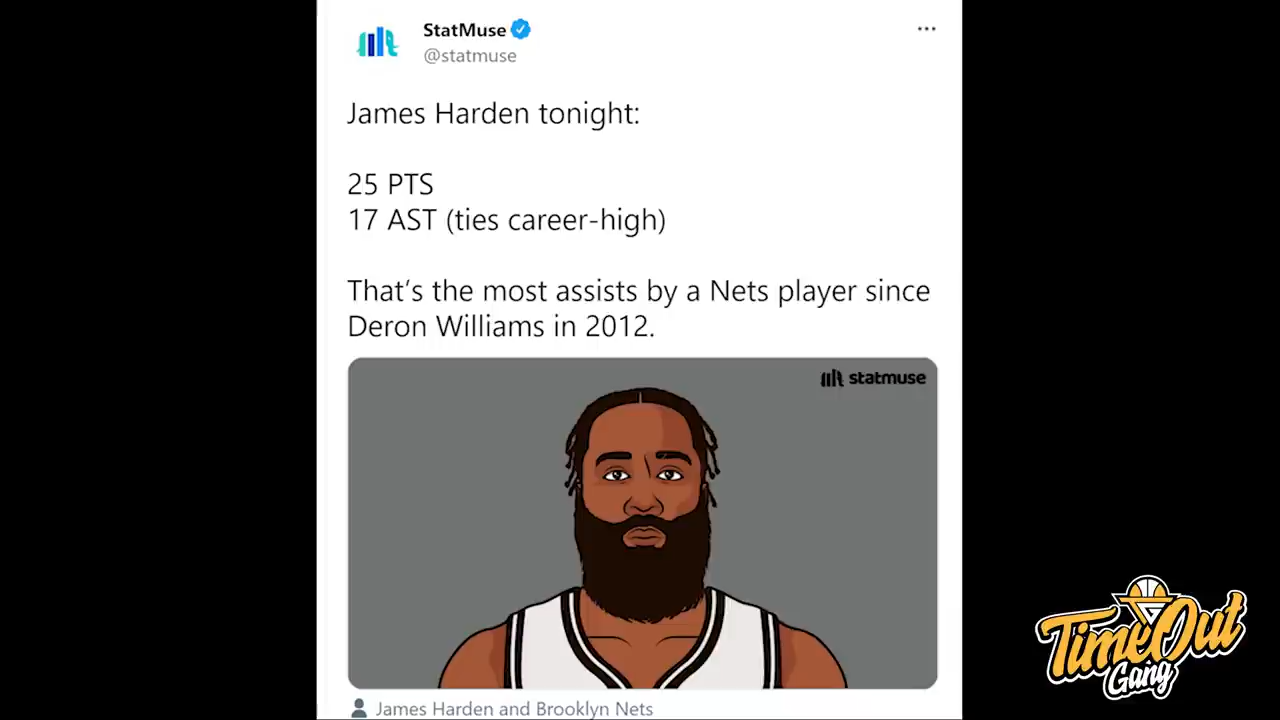 StatMuse
@statmuse
James Harden tonight:
25 PTS
17 AST (ties career-high)
That's the most assists by a Nets player since
Deron Williams in 2012.
statmuse
James Harden and Brooklyn Nets
TimeOut
Gang